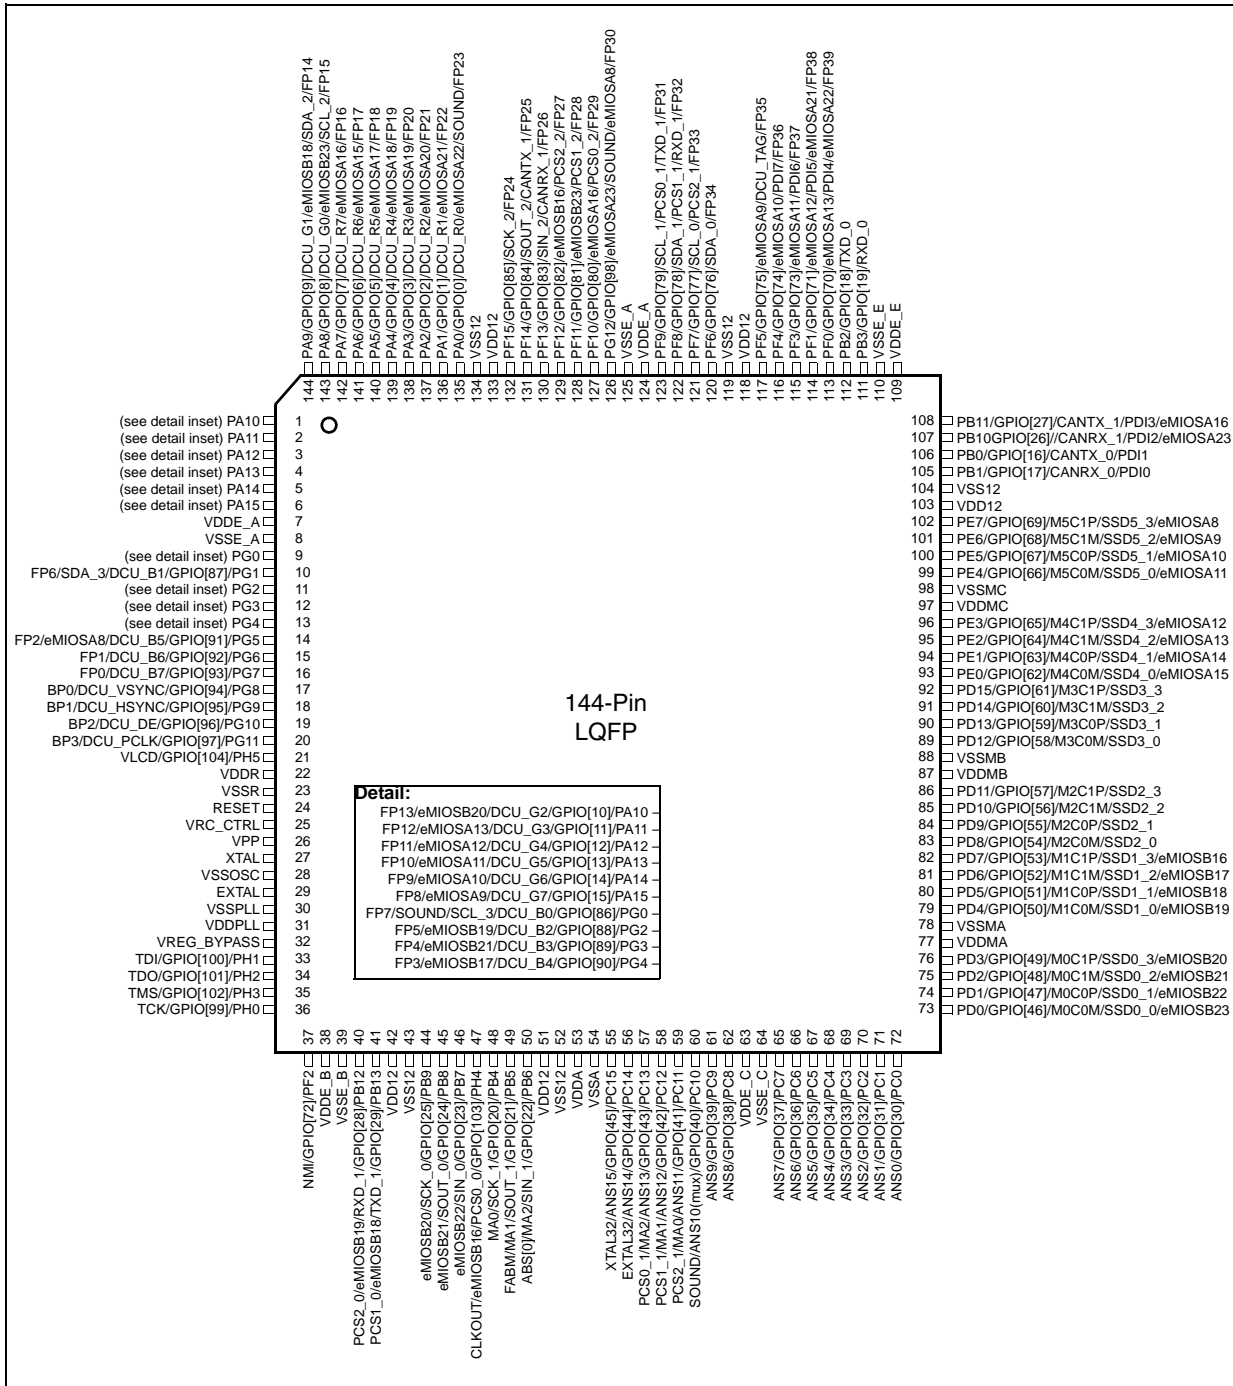 PA9/GPIO[9]/DCU_G1/eMIOSB18/SDA_2/FP14
PA8/GPIO[8]/DCU_G0/eMIOSB23/SCL_2/FP15
PA7/GPIO[7]/DCU_R7/eMIOSA16/FP16
PA6/GPIO[6]/DCU_R6/eMIOSA15/FP17
PA5/GPIO[5]/DCU_R5/eMIOSA17/FP18
PA4/GPIO[4]/DCU_R4/eMIOSA18/FP19
PA3/GPIO[3]/DCU_R3/eMIOSA19/FP20
PA2/GPIO[2]/DCU_R2/eMIOSA20/FP21
PA1/GPIO[1]/DCU_R1/eMIOSA21/FP22
PA0/GPIO[0]/DCU_R0/eMIOSA22/SOUND/FP23
VSS12
VDD12
PF15/GPIO[85]/SCK_2/FP24
PF14/GPIO[84]/SOUT_2/CANTX_1/FP25
PF13/GPIO[83]/SIN_2/CANRX_1/FP26
PF12/GPIO[82]/eMIOSB16/PCS2_2/FP27
PF11/GPIO[81]/eMIOSB23/PCS1_2/FP28
PF10/GPIO[80]/eMIOSA16/PCS0_2/FP29
PG12/GPIO[98]/eMIOSA23/SOUND/eMIOSA8/FP30
VSSE_A
VDDE_A
PF9/GPIO[79]/SCL_1/PCS0_1/TXD_1/FP31
PF8/GPIO[78]/SDA_1/PCS1_1/RXD_1/FP32
PF7/GPIO[77]/SCL_0/PCS2_1/FP33
PF6/GPIO[76]/SDA_0/FP34
VSS12
VDD12
PF5/GPIO[75]/eMIOSA9/DCU_TAG/FP35
PF4/GPIO[74]/eMIOSA10/PDI7/FP36
PF3/GPIO[73]/eMIOSA11/PDI6/FP37
PF1/GPIO[71]/eMIOSA12/PDI5/eMIOSA21/FP38
PF0/GPIO[70]/eMIOSA13/PDI4/eMIOSA22/FP39
PB2/GPIO[18]/TXD_0
PB3/GPIO[19]/RXD_0
VSSE_E
VDDE_E
144 143 142 141 140 139 138 137 136 135 134 133 132 131 130 129 128 127 126 125 124 123 122 121 120 119 118 117 116 115 114 113 112 111 110 109
(see detail inset) PA10 1
(see detail inset) PA11 2
(see detail inset) PA12 3
(see detail inset) PA13 4
(see detail inset) PA14 5
(see detail inset) PA15 6
VDDE_A 7
VSSE_A 8
(see detail inset) PG0 9
FP6/SDA_3/DCU_B1/GPIO[87]/PG1 10
(see detail inset) PG2 11
(see detail inset) PG3 12
(see detail inset) PG4 13
FP2/eMIOSA8/DCU_B5/GPIO[91]/PG5 14
FP1/DCU_B6/GPIO[92]/PG6 15
FP0/DCU_B7/GPIO[93]/PG7 16
BP0/DCU_VSYNC/GPIO[94]/PG8 17
BP1/DCU_HSYNC/GPIO[95]/PG9 18
BP2/DCU_DE/GPIO[96]/PG10 19
BP3/DCU_PCLK/GPIO[97]/PG11 20
VLCD/GPIO[104]/PH5 21
VDDR 22
VSSR 23
RESET 24
VRC_CTRL 25
VPP 26
XTAL 27
VSSOSC 28
EXTAL 29
VSSPLL 30
VDDPLL 31
VREG_BYPASS 32
TDI/GPIO[100]/PH1 33
TDO/GPIO[101]/PH2 34
TMS/GPIO[102]/PH3 35
TCK/GPIO[99]/PH0 36
144-Pin
LQFP
Detail:
FP13/eMIOSB20/DCU_G2/GPIO[10]/PA10
FP12/eMIOSA13/DCU_G3/GPIO[11]/PA11
FP11/eMIOSA12/DCU_G4/GPIO[12]/PA12
FP10/eMIOSA11/DCU_G5/GPIO[13]/PA13
FP9/eMIOSA10/DCU_G6/GPIO[14]/PA14
FP8/eMIOSA9/DCU_G7/GPIO[15]/PA15
FP7/SOUND/SCL_3/DCU_B0/GPIO[86]/PG0
FP5/eMIOSB19/DCU_B2/GPIO[88]/PG2
FP4/eMIOSB21/DCU_B3/GPIO[89]/PG3
FP3/eMIOSB17/DCU_B4/GPIO[90]/PG4
108 PB11/GPIO[27]/CANTX_1/PDI3/eMIOSA16
107 PB10GPIO[26]//CANRX_1/PDI2/eMIOSA23
106 PB0/GPIO[16]/CANTX_0/PDI1
105 PB1/GPIO[17]/CANRX_0/PDI0
104 VSS12
103 VDD12
102 PE7/GPIO[69]/M5C1P/SSD5_3/eMIOSA8
101 PE6/GPIO[68]/M5C1M/SSD5_2/eMIOSA9
100 PE5/GPIO[67]/M5C0P/SSD5_1/eMIOSA10
99 PE4/GPIO[66]/M5C0M/SSD5_0/eMIOSA11
98 VSSMC
97 VDDMC
96 PE3/GPIO[65]/M4C1P/SSD4_3/eMIOSA12
95 PE2/GPIO[64]/M4C1M/SSD4_2/eMIOSA13
94 PE1/GPIO[63]/M4C0P/SSD4_1/eMIOSA14
93 PE0/GPIO[62]/M4C0M/SSD4_0/eMIOSA15
92 PD15/GPIO[61]/M3C1P/SSD3_3
91 PD14/GPIO[60]/M3C1M/SSD3_2
90 PD13/GPIO[59]/M3C0P/SSD3_1
89 PD12/GPIO[58/M3C0M/SSD3_0
88 VSSMB
87 VDDMB
86 PD11/GPIO[57]/M2C1P/SSD2_3
85 PD10/GPIO[56]/M2C1M/SSD2_2
84 PD9/GPIO[55]/M2C0P/SSD2_1
83 PD8/GPIO[54]/M2C0M/SSD2_0
82 PD7/GPIO[53]/M1C1P/SSD1_3/eMIOSB16
81 PD6/GPIO[52]/M1C1M/SSD1_2/eMIOSB17
80 PD5/GPIO[51]/M1C0P/SSD1_1/eMIOSB18
79 PD4/GPIO[50]/M1C0M/SSD1_0/eMIOSB19
78 VSSMA
77 VDDMA
76 PD3/GPIO[49]/M0C1P/SSD0_3/eMIOSB20
75 PD2/GPIO[48]/M0C1M/SSD0_2/eMIOSB21
74 PD1/GPIO[47]/M0C0P/SSD0_1/eMIOSB22
73 PD0/GPIO[46]/M0C0M/SSD0_0/eMIOSB23
37 38 39 40 41 42 43 44 45 46 47 48 49 50 51 52 53 54 55 56 57 58 59 60 61 62 63 64 65 66 67 68 69 70 71 72
NMI/GPIO[72]/PF2
VDDE_B
VSSE_B
PCS2_0/eMIOSB19/RXD_1/GPIO[28]/PB12
PCS1_0/eMIOSB18/TXD_1/GPIO[29]/PB13
VDD12
VSS12
eMIOSB20/SCK_0/GPIO[25]/PB9
eMIOSB21/SOUT_0/GPIO[24]/PB8
eMIOSB22/SIN_0/GPIO[23]/PB7
CLKOUT/eMIOSB16/PCS0_0/GPIO[103]/PH4
MA0/SCK_1/GPIO[20]/PB4
FABM/MA1/SOUT_1/GPIO[21]/PB5
ABS[0]/MA2/SIN_1/GPIO[22]/PB6
VDD12
VSS12
VDDA
VSSA
XTAL32/ANS15/GPIO[45]/PC15
EXTAL32/ANS14/GPIO[44]/PC14
PCS0_1/MA2/ANS13/GPIO[43]/PC13
PCS1_1/MA1/ANS12/GPIO[42]/PC12
PCS2_1/MA0/ANS11/GPIO[41]/PC11
SOUND/ANS10(mux)/GPIO[40]/PC10
ANS9/GPIO[39]/PC9
ANS8/GPIO[38]/PC8
VDDE_C
VSSE_C
ANS7/GPIO[37]/PC7
ANS6/GPIO[36]/PC6
ANS5/GPIO[35]/PC5
ANS4/GPIO[34]/PC4
ANS3/GPIO[33]/PC3
ANS2/GPIO[32]/PC2
ANS1/GPIO[31]/PC1
ANS0/GPIO[30]/PC0